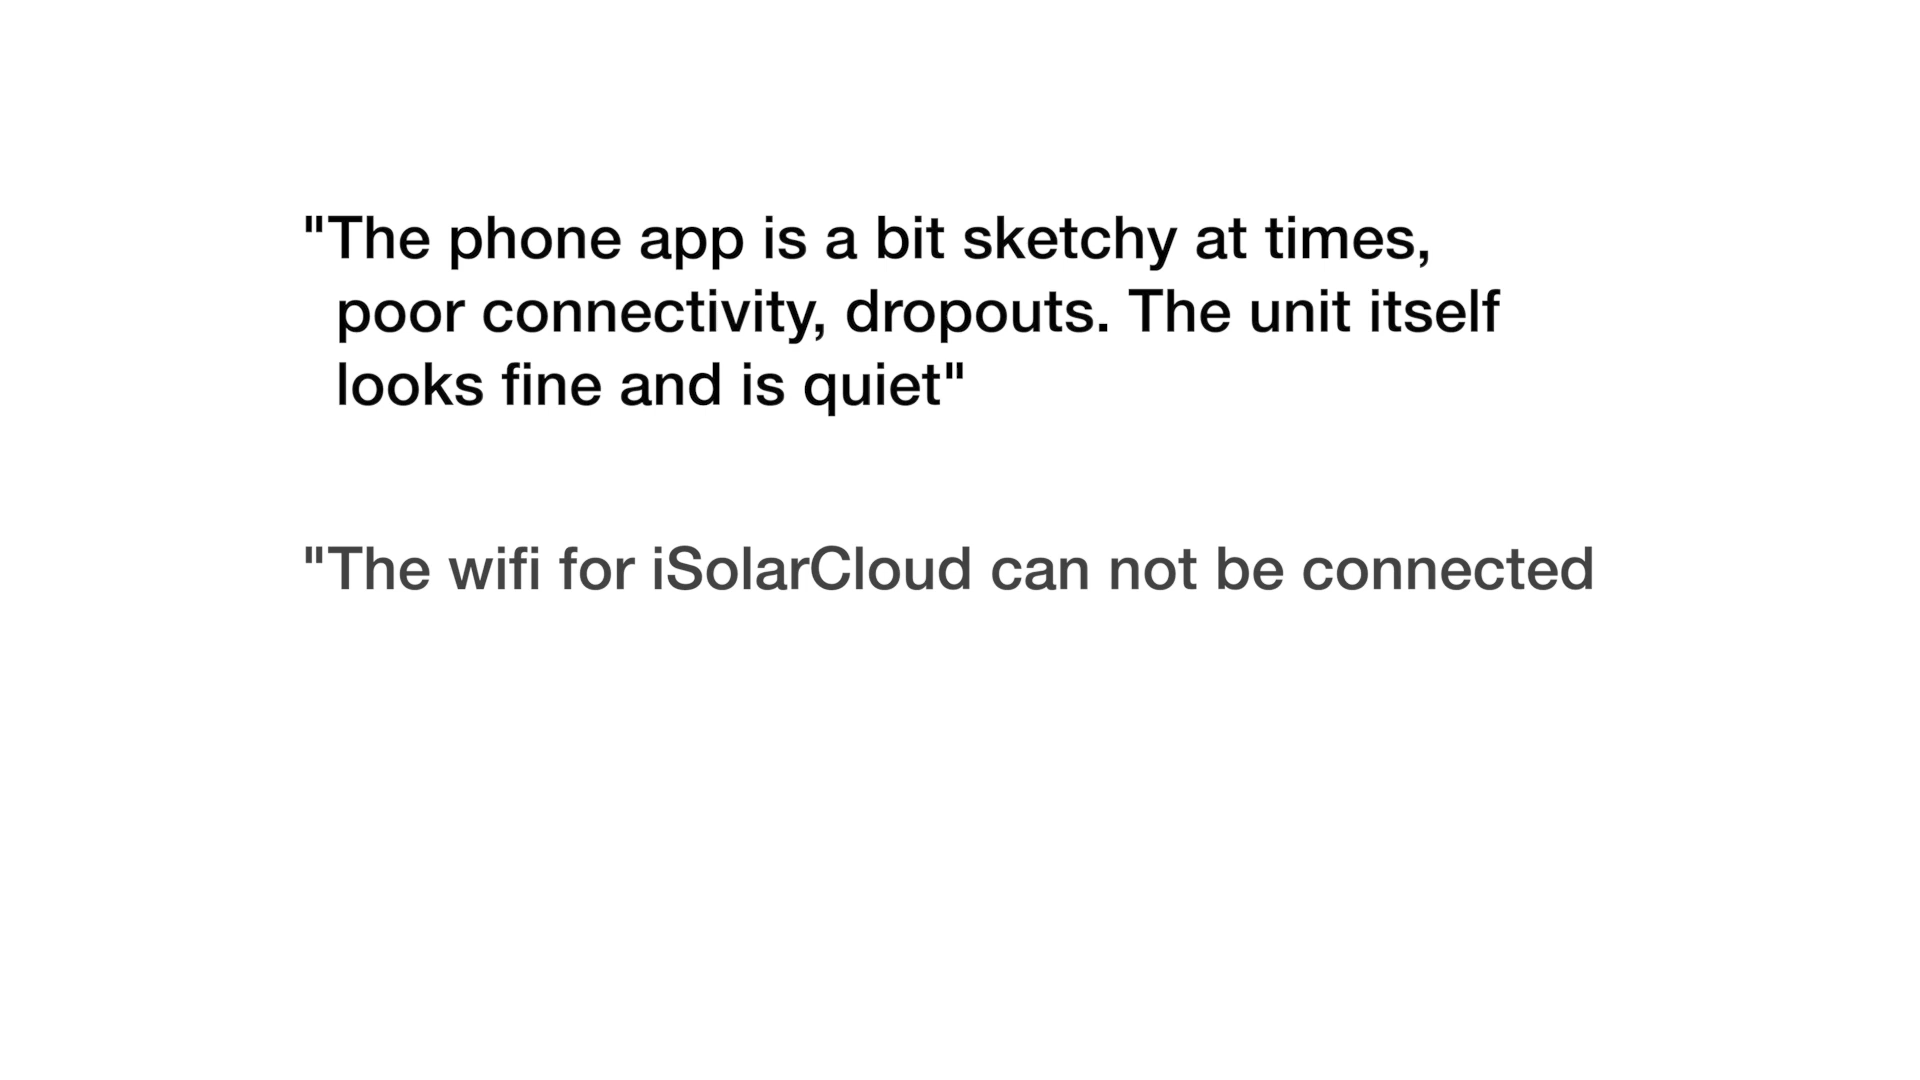 "The phone app is a bit sketchy at times,
poor connectivity, dropouts. The unit itself
looks fine and is quiet"
"The wifi for iSolarCloud can not be connected